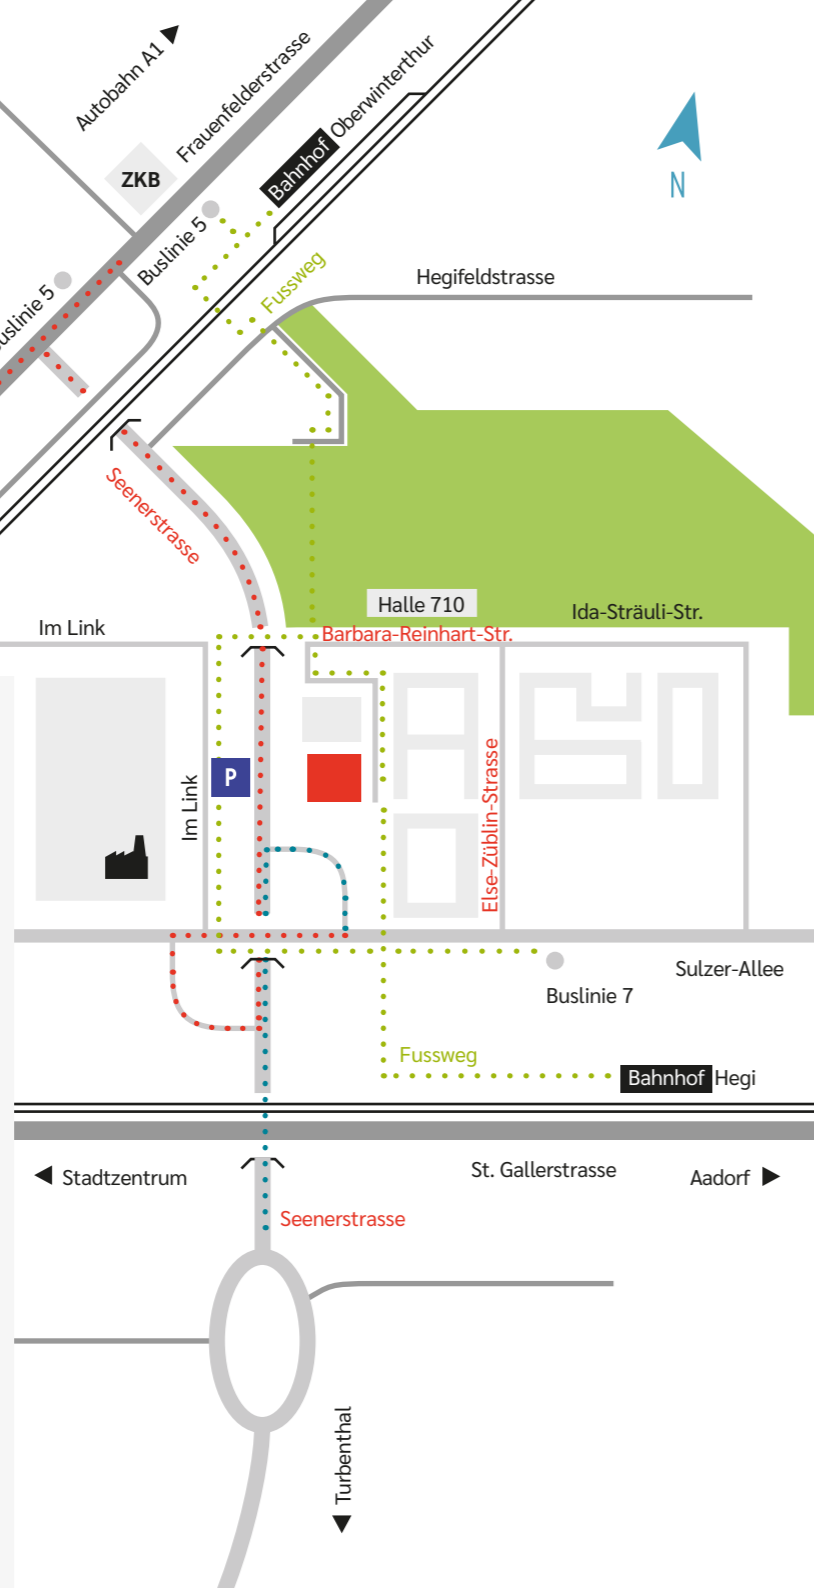 Autobahn A1
Frauenfelderstrasse
Bahnhof Oberwinterthur
ZKB
N
Buslinie 5
Buslinie 5
Fussweg
Hegifeldstrasse
Seenerstrasse
Halle 710
Ida-Sträuli-Str.
Im Link
Barbara-Reinhart-Str.
P
Im Link
Else-Züblin-Strasse
Sulzer-Allee
Buslinie 7
Fussweg
Bahnhof Hegi
Stadtzentrum
St. Gallerstrasse
Aadorf
Seenerstrasse
Turbenthal